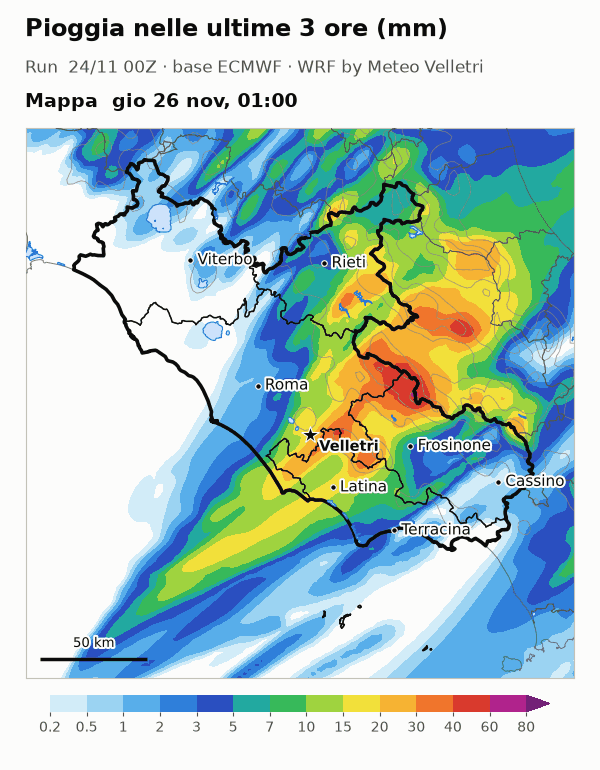 Pioggia nelle ultime 3 ore (mm)
Run  24/11 00Z · base ECMWF · WRF by Meteo Velletri
Mappa  gio 26 nov, 01:00
Viterbo
Rieti
Roma
Velletri
Frosinone
Latina
Cassino
Terracina
50 km
0.2 0.5 1 2 3 5 7 10 15 20 30 40 60 80